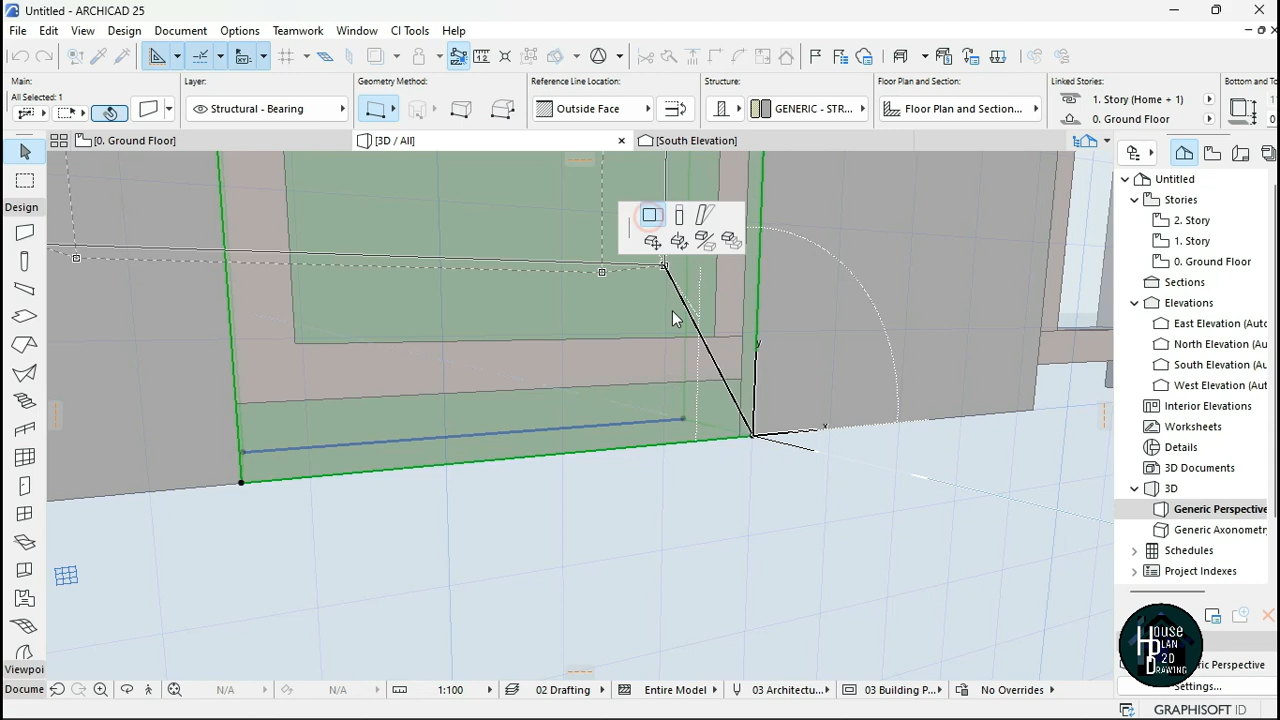 Untitled - ARCHICAD 25
File Edit View Design Document Options Teamwork Window CI Tools Help
Main: Layer: Geometry Method: Reference Line Location: Structure: Floor Plan and Section: Linked Stories: Bottom and To
All Selected: 1
Structural - Bearing Outside Face GENERIC - STR... Floor Plan and Section... 1. Story (Home + 1)
0. Ground Floor
[0. Ground Floor] [3D / All] [South Elevation]
Design
Untitled
Stories
2. Story
1. Story
0. Ground Floor
Sections
Elevations
East Elevation (Auto
North Elevation (Au
South Elevation (Au
West Elevation (Aut
Interior Elevations
Worksheets
Details
3D Documents
3D
Generic Perspective
Generic Axonometr
Schedules
Project Indexes
y
x
House
PLAN
2D
DRAWING
Viewpoi
Generic Perspective
Settings...
Docume N/A N/A 1:100 02 Drafting Entire Model 03 Architectu... 03 Building P... No Overrides
GRAPHISOFT ID